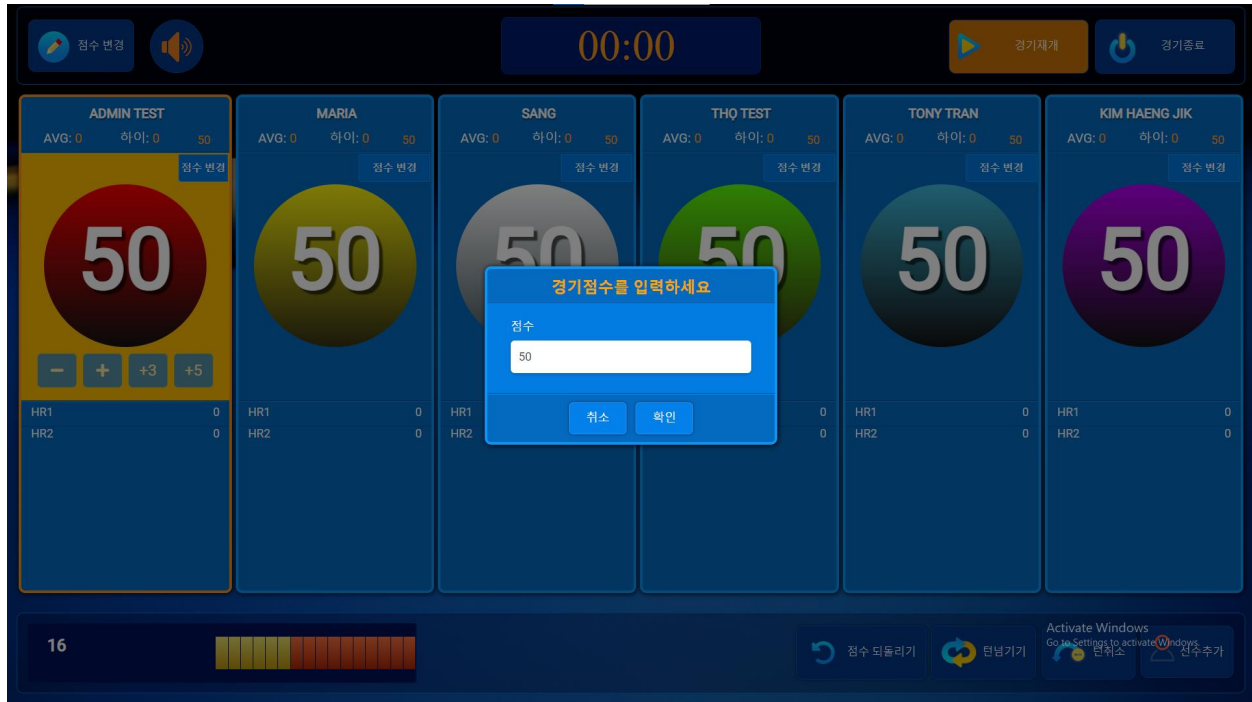 점수 변경
00:00
경기재개
경기종료
ADMIN TEST
AVG: 0 하이: 0 50
점수 변경
50
− + +3 +5
HR1 0
HR2 0
MARIA
AVG: 0 하이: 0 50
점수 변경
50
HR1 0
HR2 0
SANG
AVG: 0 하이: 0 50
점수 변경
50
HR1
HR2
THỌ TEST
AVG: 0 하이: 0 50
점수 변경
50
0
0
TONY TRAN
AVG: 0 하이: 0 50
점수 변경
50
HR1 0
HR2 0
KIM HAENG JIK
AVG: 0 하이: 0 50
점수 변경
50
HR1 0
HR2 0
경기점수를 입력하세요
점수
50
취소
확인
16
점수 되돌리기
턴넘기기
턴취소
선수추가
Activate Windows
Go to Settings to activate Windows.